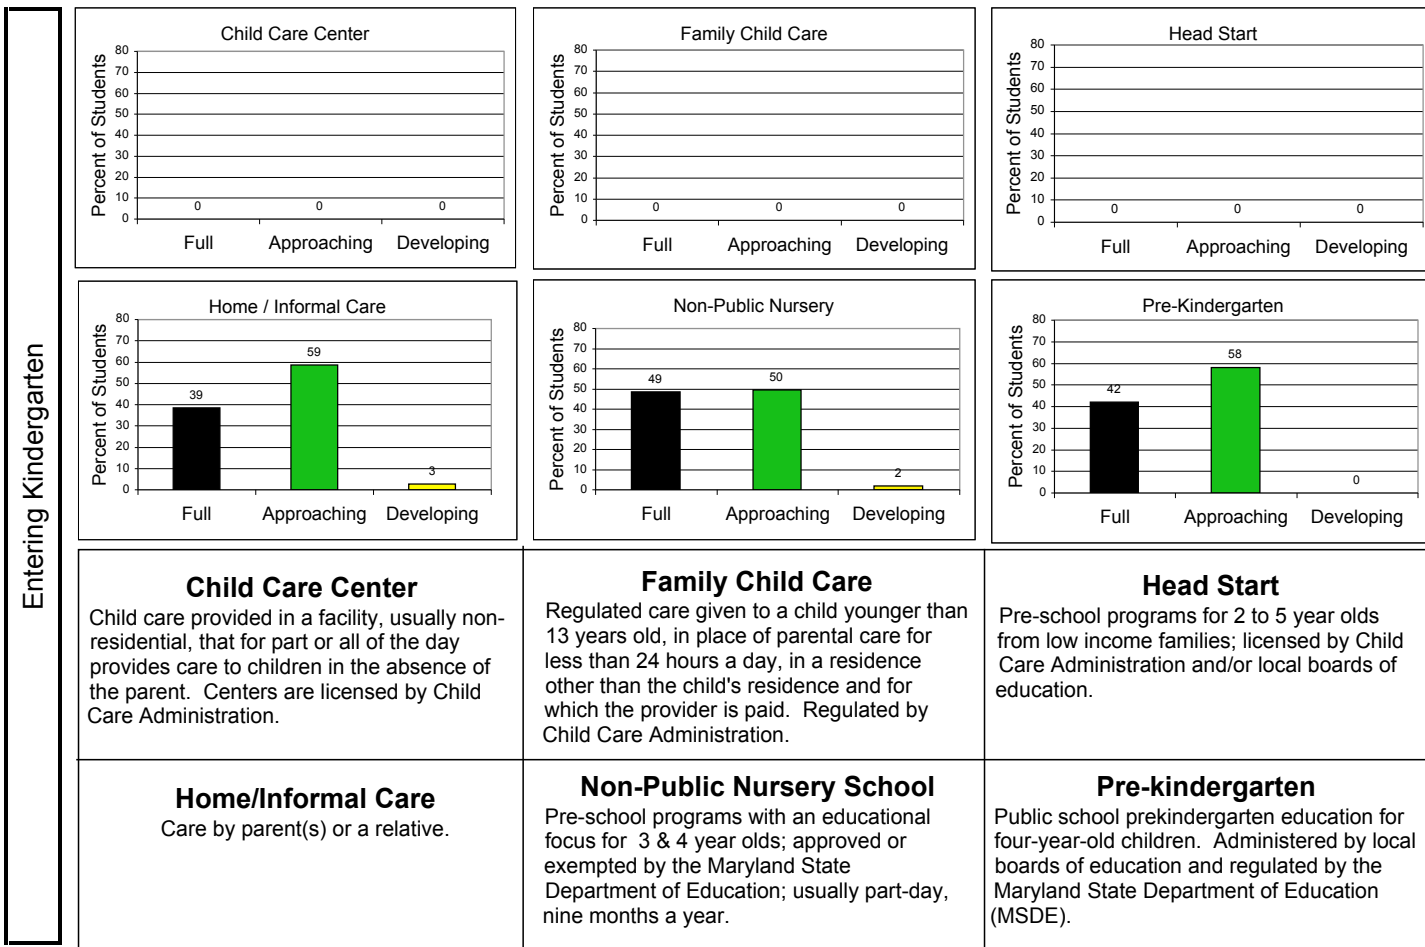 Entering Kindergarten
Child Care Center
Percent of Students
80
70
60
50
40
30
20
10
0
0 0 0
Full Approaching Developing
Family Child Care
Percent of Students
80
70
60
50
40
30
20
10
0
0 0 0
Full Approaching Developing
Head Start
Percent of Students
80
70
60
50
40
30
20
10
0
0 0 0
Full Approaching Developing
Home / Informal Care
Percent of Students
80
70
60
50
40
30
20
10
0
39 59 3
Full Approaching Developing
Non-Public Nursery
Percent of Students
80
70
60
50
40
30
20
10
0
49 50 2
Full Approaching Developing
Pre-Kindergarten
Percent of Students
80
70
60
50
40
30
20
10
0
42 58 0
Full Approaching Developing
Child Care Center
Child care provided in a facility, usually non-
residential, that for part or all of the day
provides care to children in the absence of
the parent. Centers are licensed by Child
Care Administration.
Family Child Care
Regulated care given to a child younger than
13 years old, in place of parental care for
less than 24 hours a day, in a residence
other than the child's residence and for
which the provider is paid. Regulated by
Child Care Administration.
Head Start
Pre-school programs for 2 to 5 year olds
from low income families; licensed by Child
Care Administration and/or local boards of
education.
Home/Informal Care
Care by parent(s) or a relative.
Non-Public Nursery School
Pre-school programs with an educational
focus for 3 & 4 year olds; approved or
exempted by the Maryland State
Department of Education; usually part-day,
nine months a year.
Pre-kindergarten
Public school prekindergarten education for
four-year-old children. Administered by local
boards of education and regulated by the
Maryland State Department of Education
(MSDE).